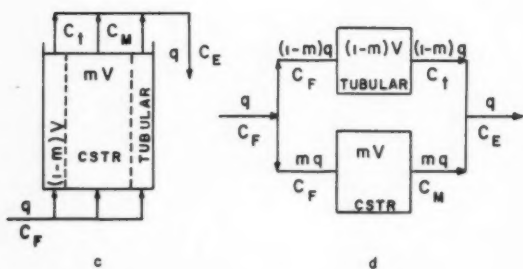 q
C_t C_M C_E
mV
(1-m)V
CSTR
TUBULAR
q
C_F
c
(1-m)q (1-m)V (1-m)q
C_F TUBULAR C_t
q q
C_F C_E
mq mV mq
C_F CSTR C_M
d